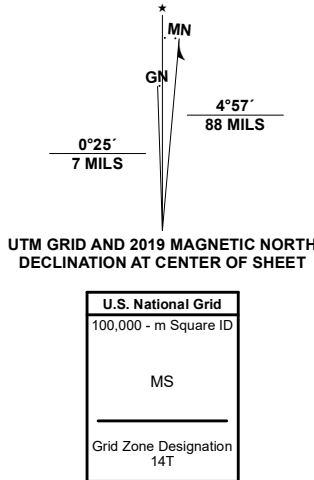 ★
MN
GN
4°57´
88 MILS
0°25´
7 MILS
UTM GRID AND 2019 MAGNETIC NORTH
DECLINATION AT CENTER OF SHEET
U.S. National Grid
100,000 - m Square ID
MS
Grid Zone Designation
14T